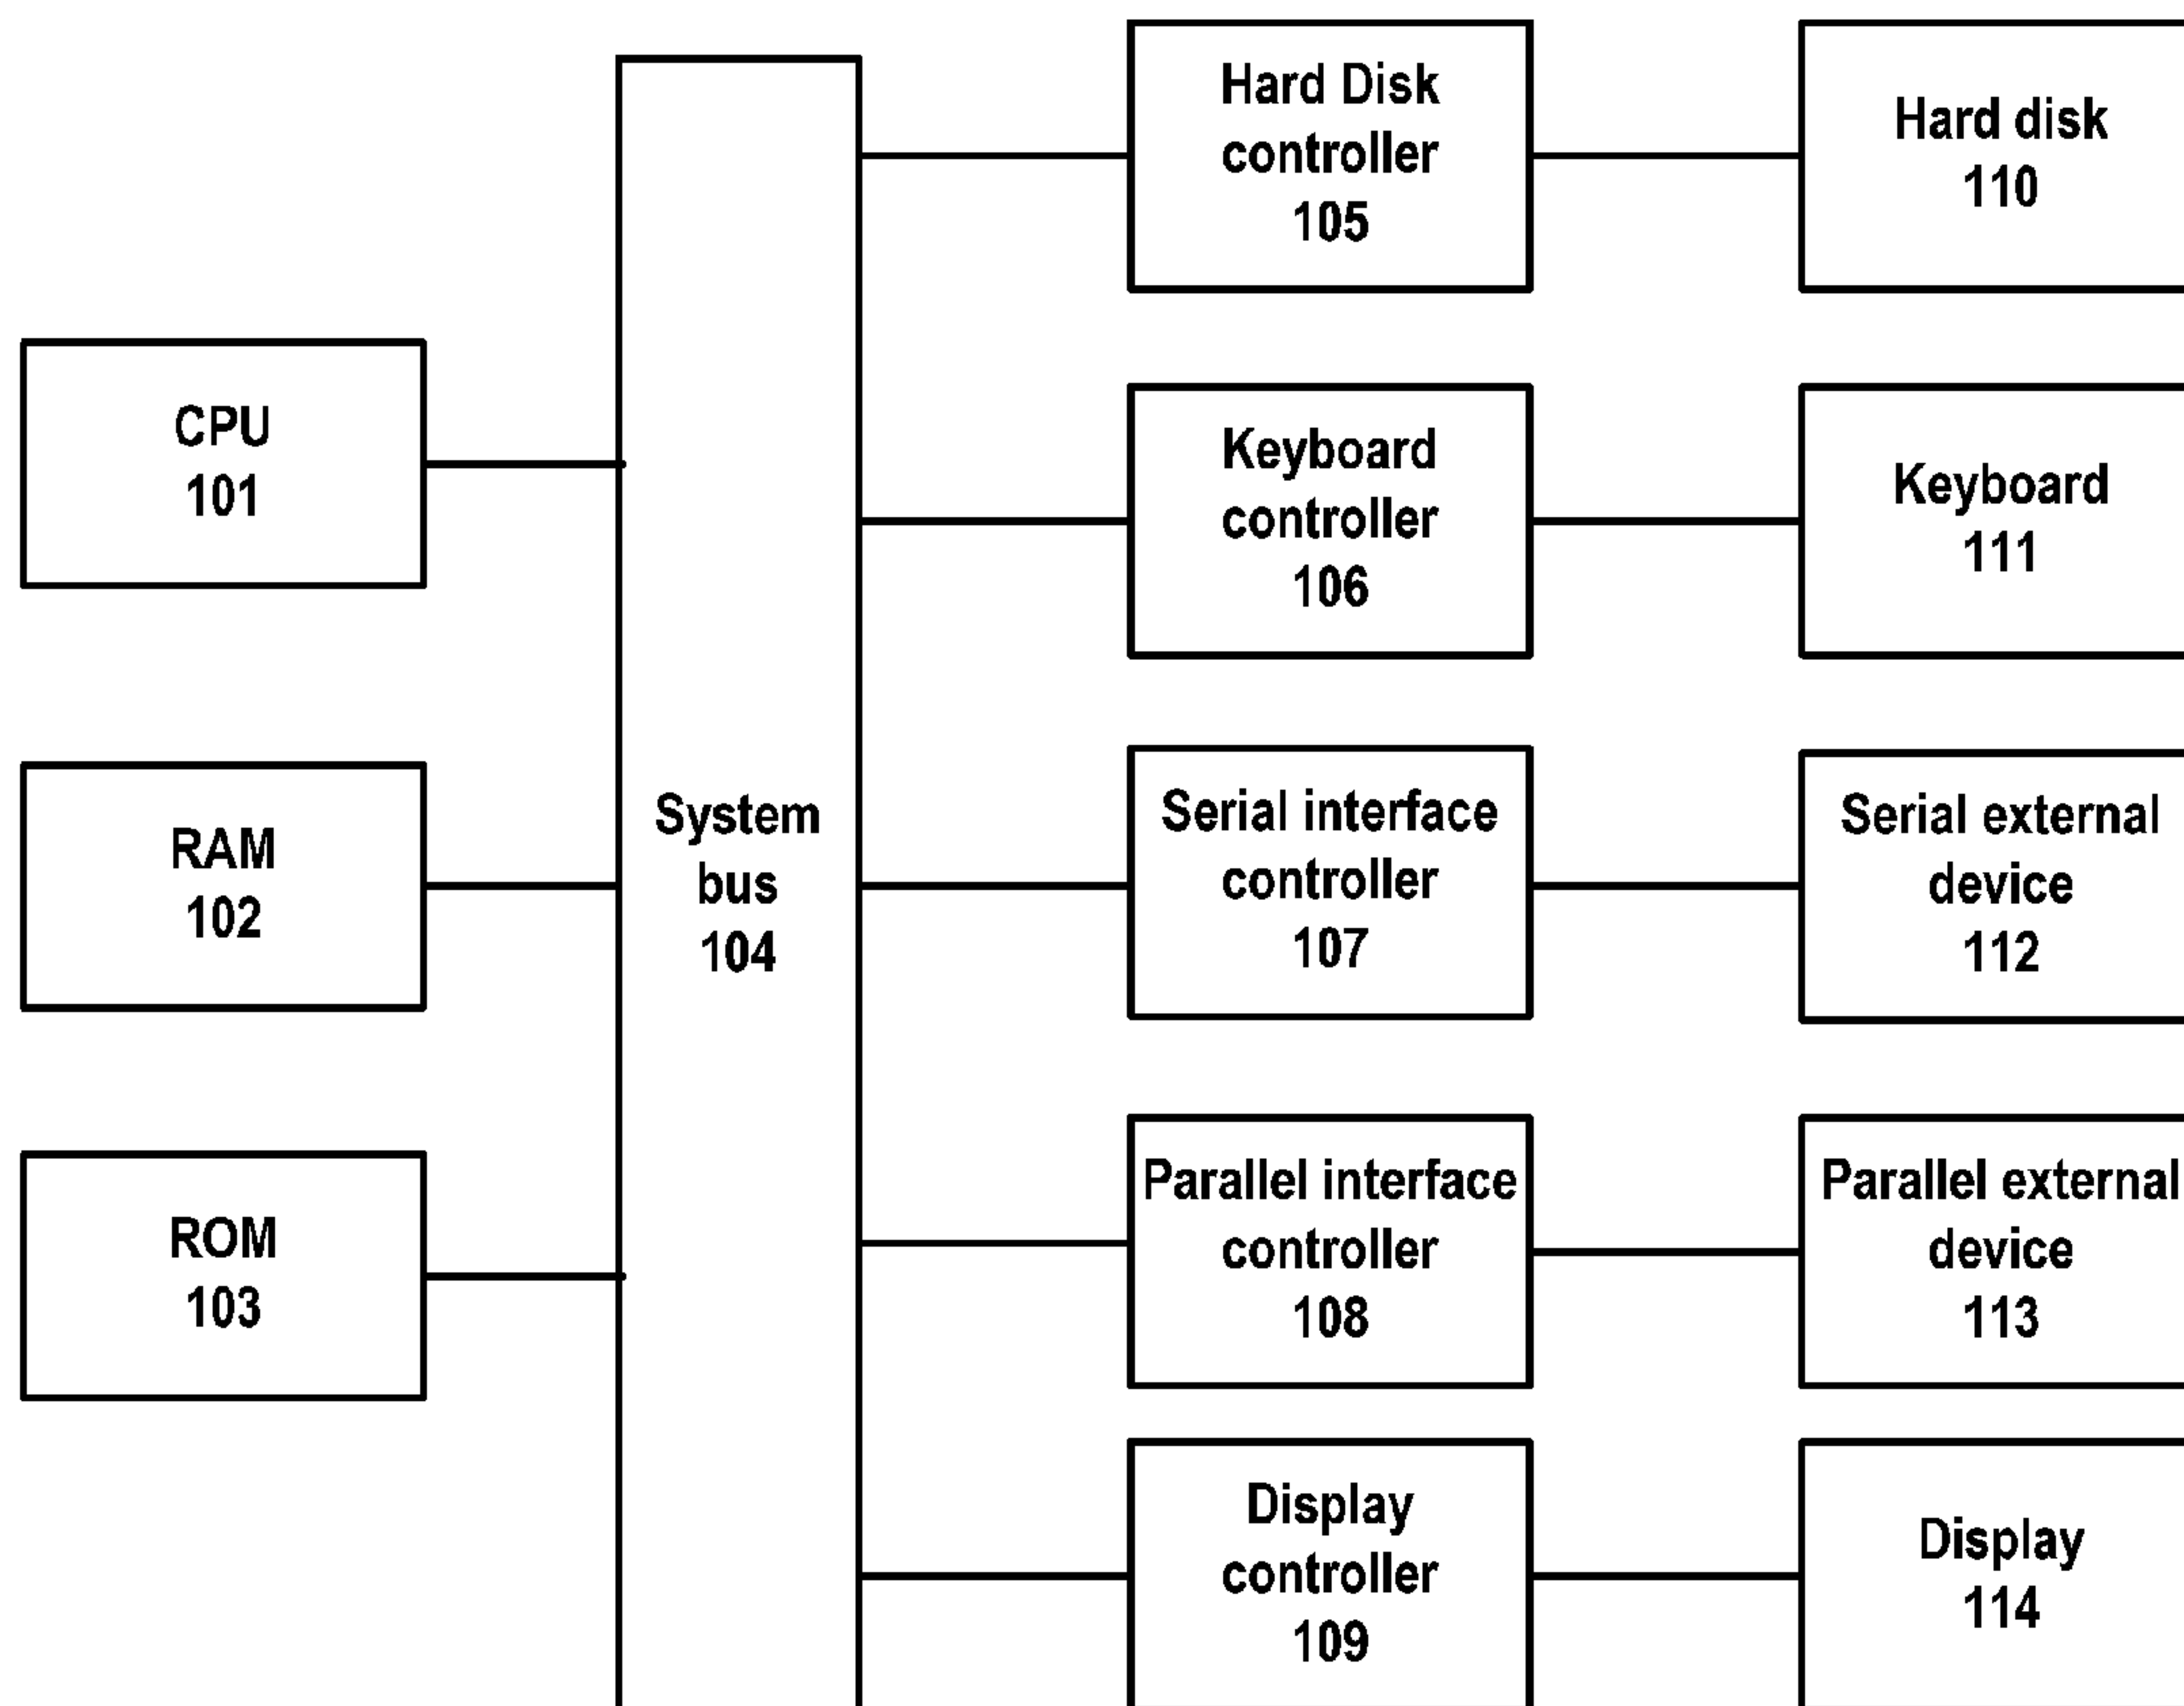 CPU
101
RAM
102
ROM
103
System
bus
104
Hard Disk
controller
105
Keyboard
controller
106
Serial interface
controller
107
Parallel interface
controller
108
Display
controller
109
Hard disk
110
Keyboard
111
Serial external
device
112
Parallel external
device
113
Display
114